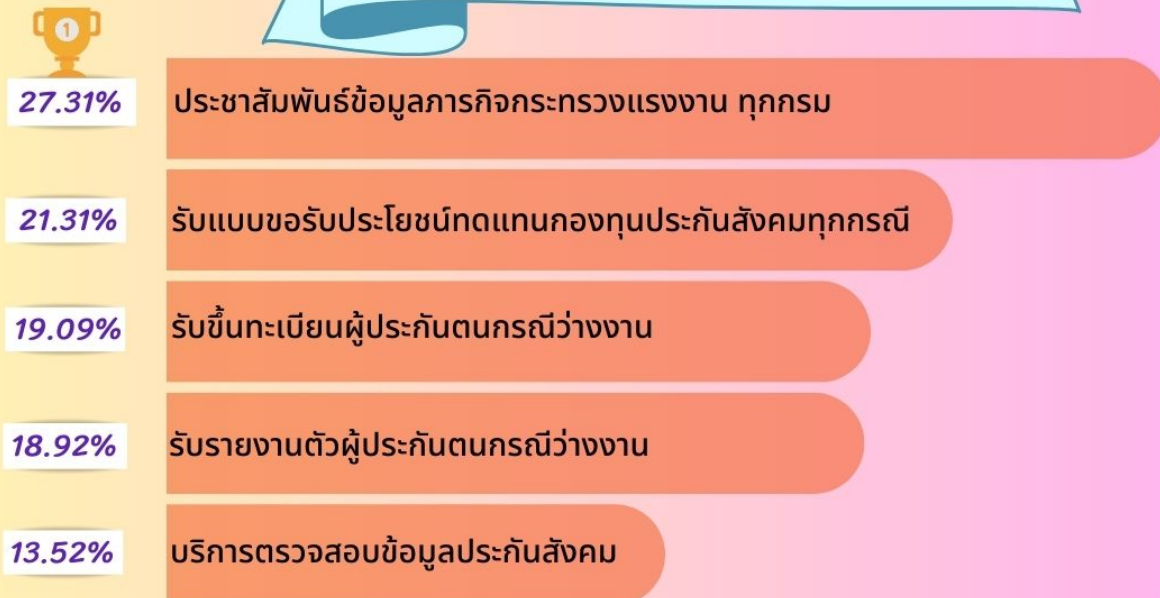 1
27.31% ประชาสัมพันธ์ข้อมูลภารกิจกระทรวงแรงงาน ทุกกรม
21.31% รับแบบขอรับประโยชน์ทดแทนกองทุนประกันสังคมทุกกรณี
19.09% รับขึ้นทะเบียนผู้ประกันตนกรณีว่างงาน
18.92% รับรายงานตัวผู้ประกันตนกรณีว่างงาน
13.52% บริการตรวจสอบข้อมูลประกันสังคม